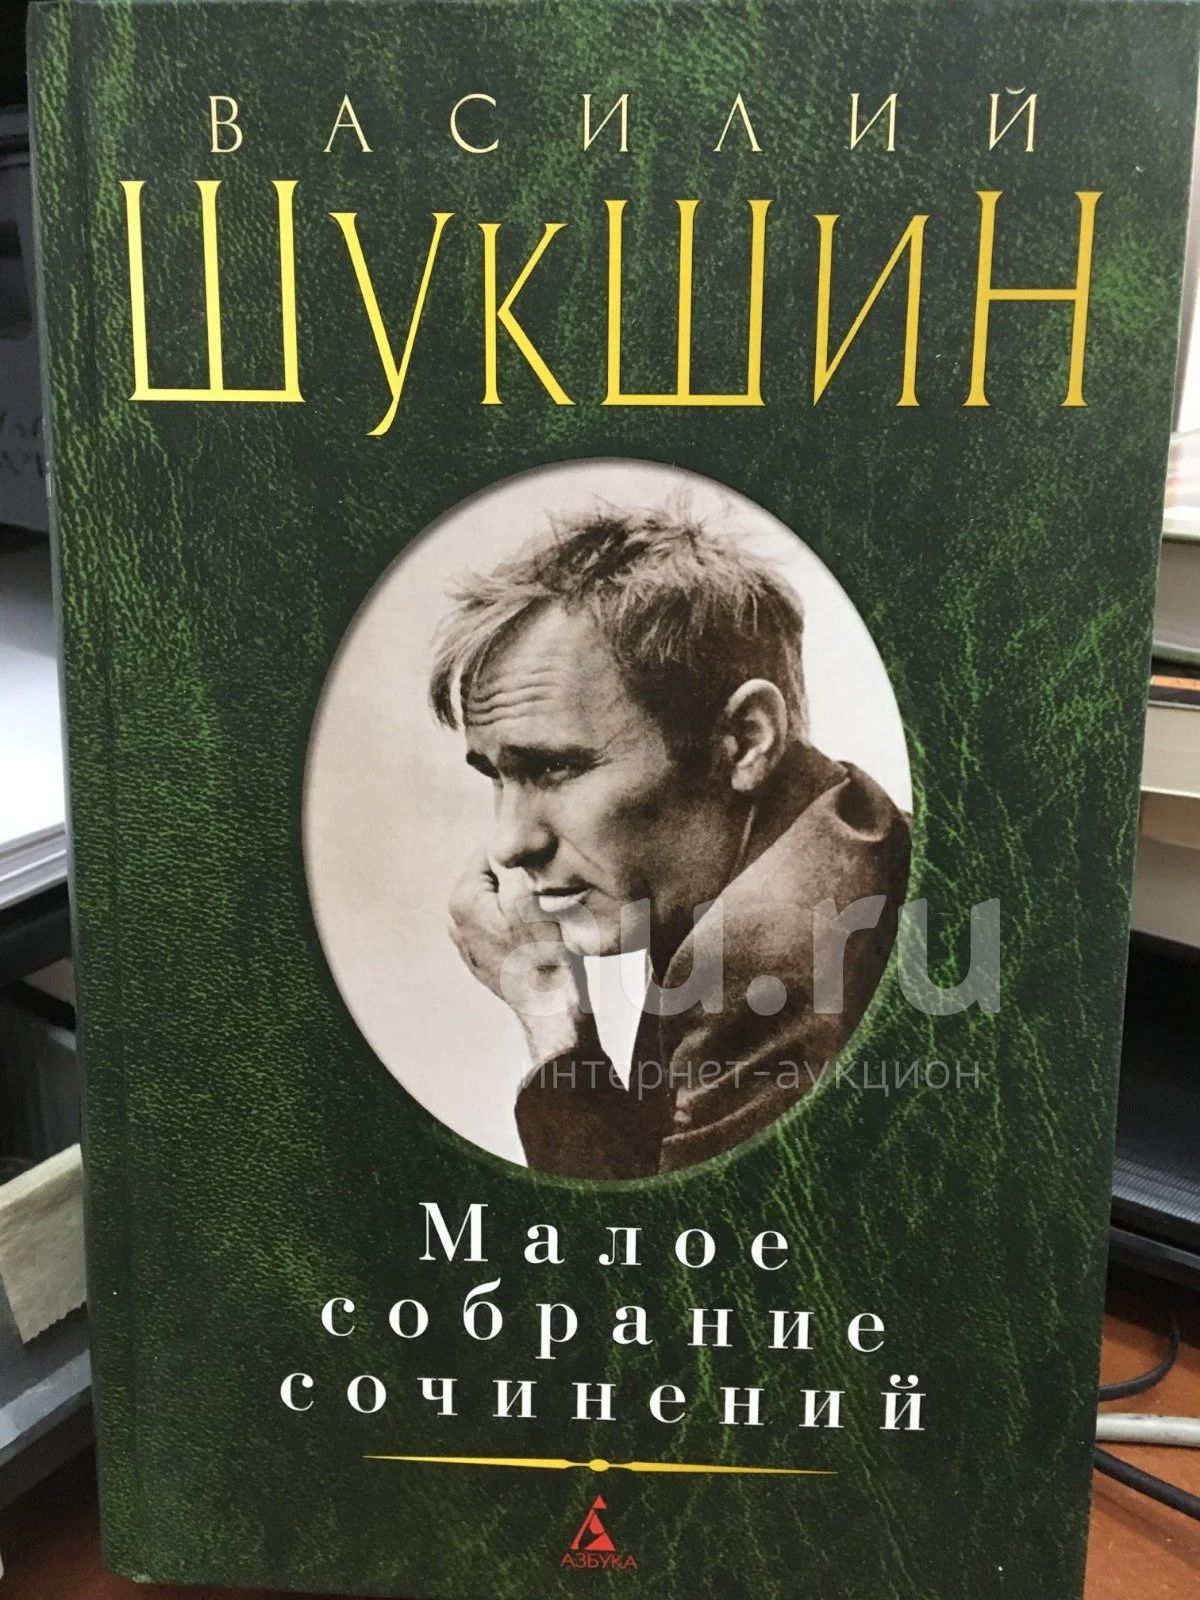 ВАСИЛИЙ
ШУКШИН
au.ru
интернет-аукцион
Малое
собрание
сочинений
АЗБУКА